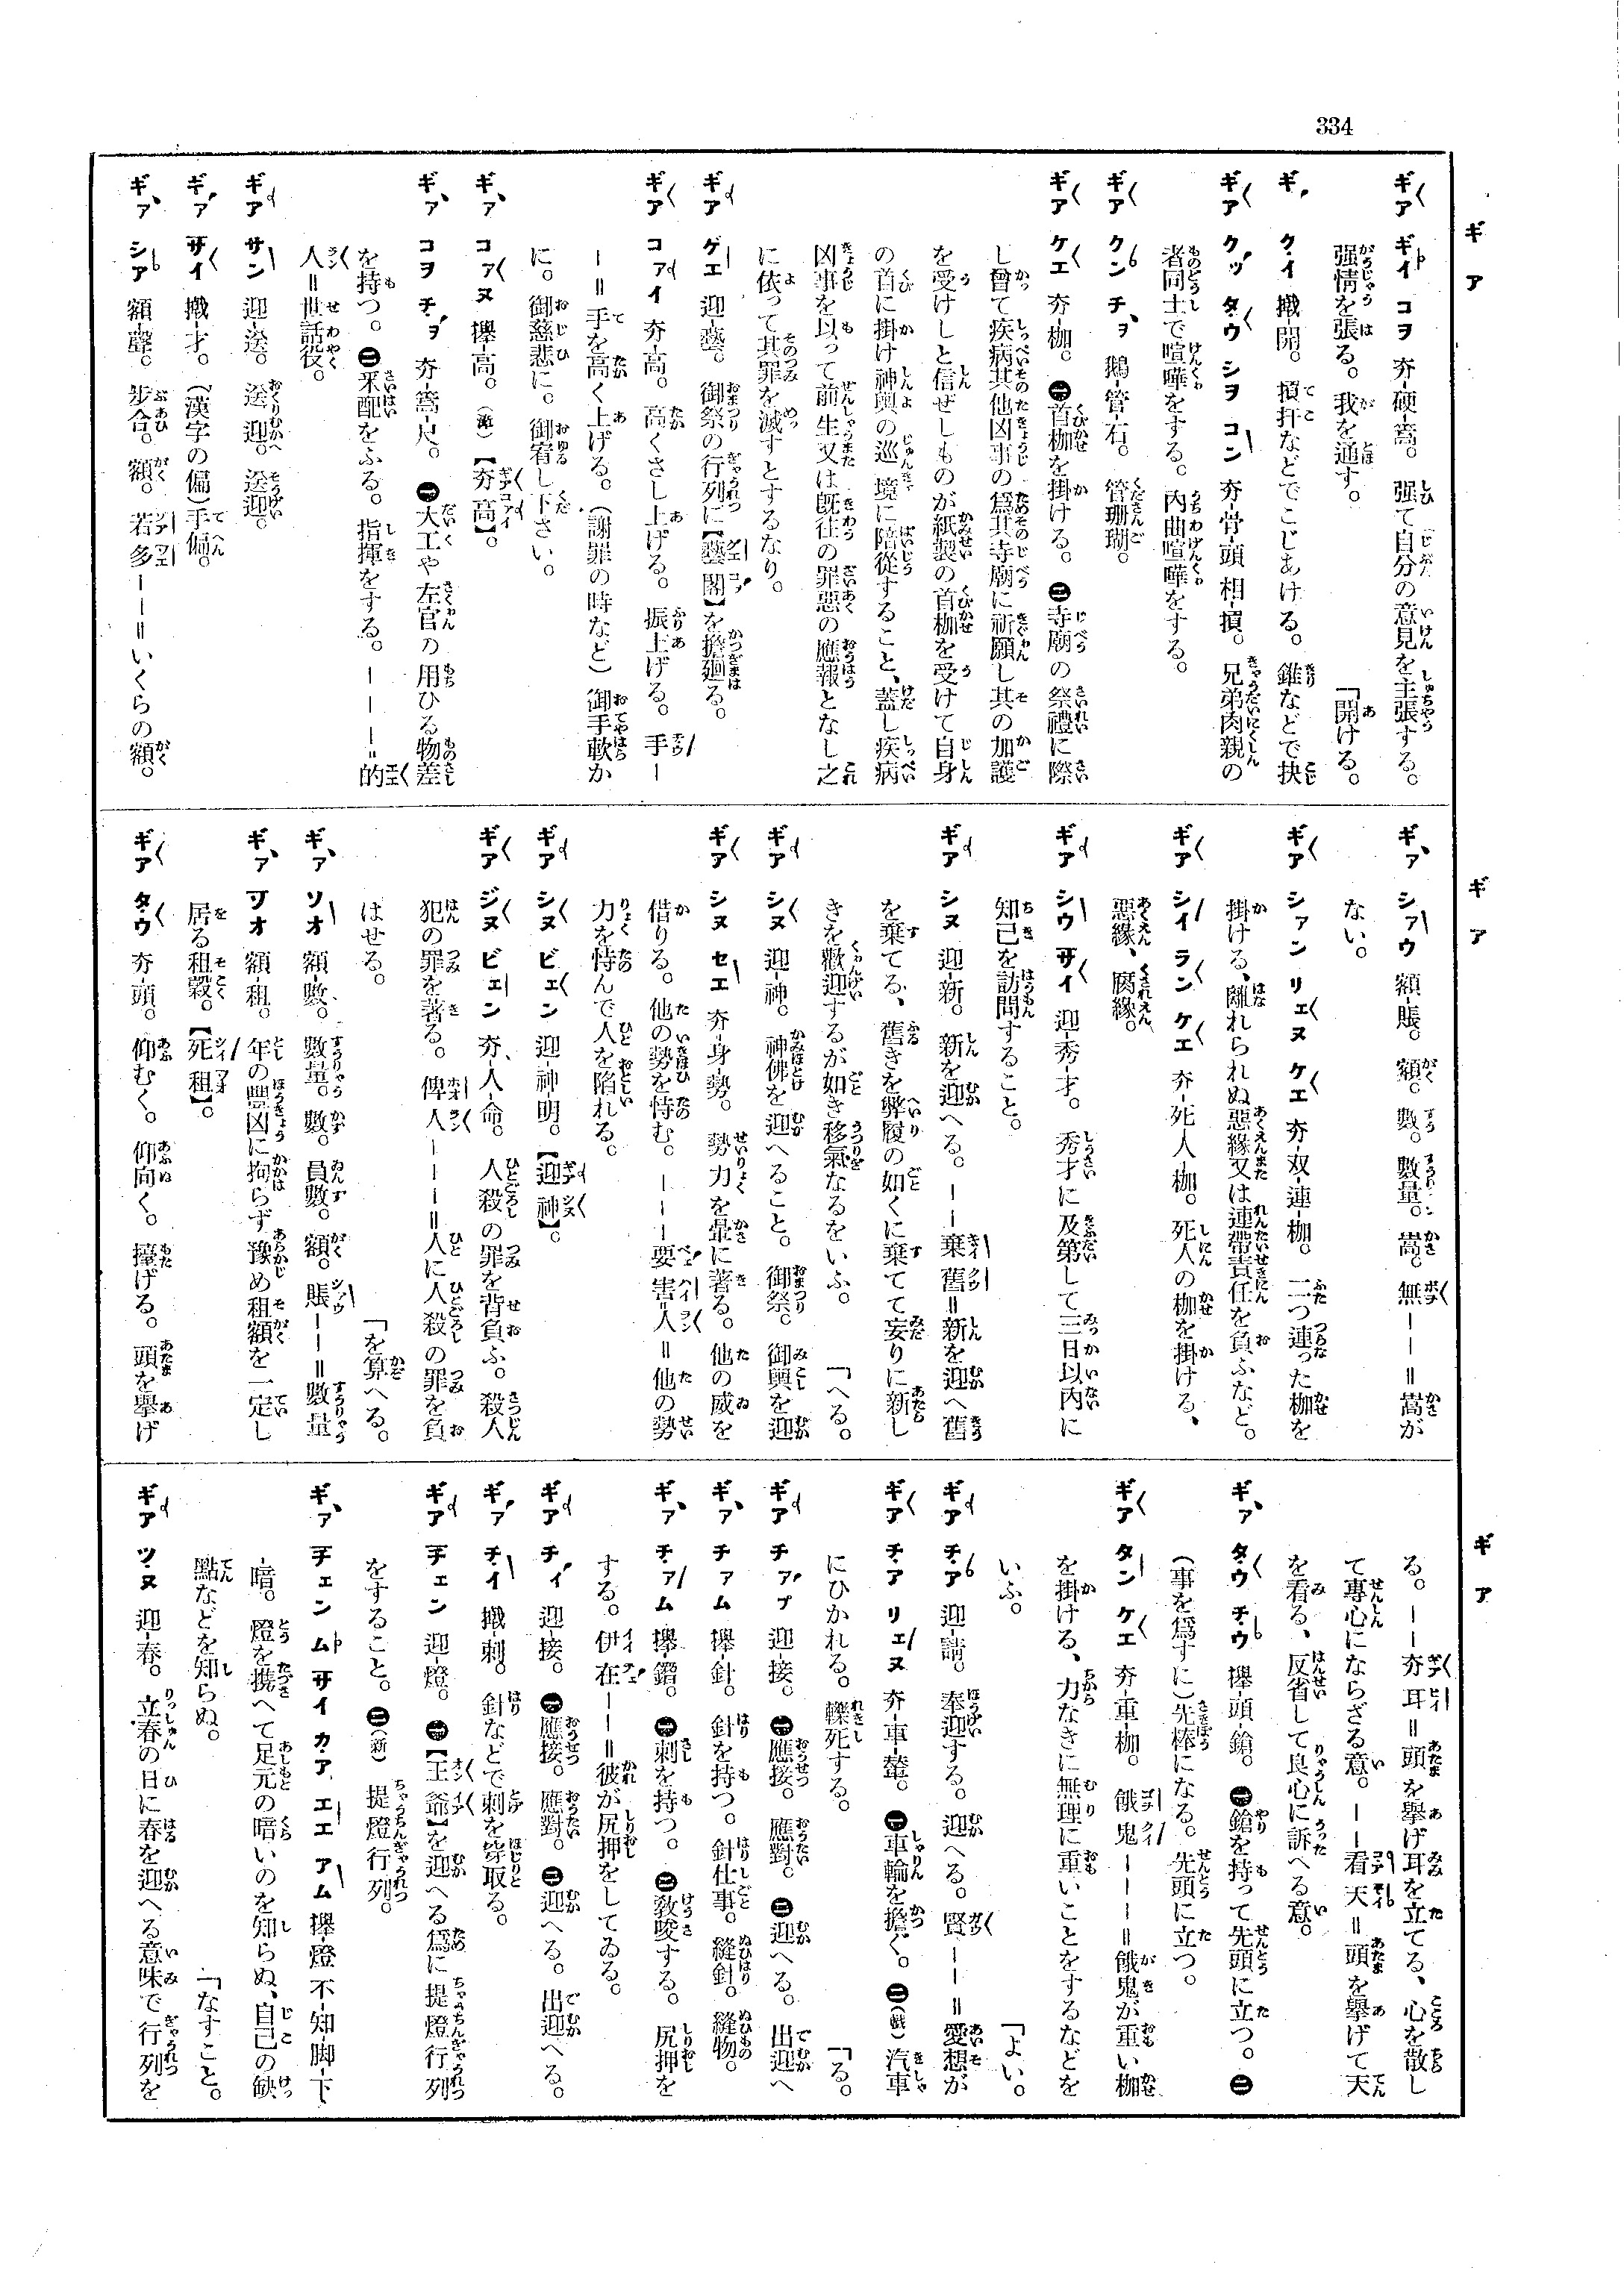 334
ギア
ギア ギイ コヲ 夯-硬-篙。 强て自分の意見を主張する。
强情を張る。我を通す。 「開ける。
ギ クイ 攕開。 損扞などでこじあける。錐などで抉
ギア クッ タウ シヲ コン 夯-骨-頭 相-摃。 兄弟肉親の
者同士で喧嘩をする。內曲喧嘩をする。
ギア クン チヲ 鵝-管-石。 管珊瑚。
ギア ケエ 夯-枷。 ㊀首枷を掛ける。 ㊁寺廟の祭禮に際
し曾て疾病其他凶事の爲其寺廟に祈願し其の加護
を受けしと信ぜしものが紙製の首枷を受けて自身
の首に掛け神輿の巡境に陪從すること、蓋し疾病
凶事を以って前生又は旣往の罪惡の應報となし之
に依って其罪を滅すとするなり。
ギア ゲエ 迎-藝。 御祭の行列に【藝閣】を擔廻る。
ギア コアイ 夯-高。 高くさし上げる。振上げる。手ー
ー＝手を高く上げる。(謝罪の時など) 御手軟か
に。御慈悲に。御宥し下さい。
ギア コアヌ 攑-高。(漳)【夯高】。
ギア コヲ チヲ 夯-篙-尺。 ㊀大工や左官の用ひる物差
を持つ。㊁采配をふる。指揮をする。ーーーー＝的
人＝世話役。
ギア サン 迎-送。 送迎。送迎。
ギア サイ 攕-才。(漢字の偏)手偏。
ギア シア 額-聲。 步合。額。若多ーー＝いくらの額。
ギア
ギア シアウ 額-賬。 額。數。數量。嵩。無ーー＝嵩が
ない。
ギア シアン リエヌ ケエ 夯-双-連-枷。 二つ連った枷を
掛ける、離れられぬ惡緣又は連帶責任を負ふなど。
ギア シイ ラン ケエ 夯-死人-枷。 死人の枷を掛ける、
惡緣、腐緣。
ギア シウ サイ 迎-秀-才。 秀才に及第して三日以內に
知己を訪問すること。
ギア シヌ 迎-新。 新を迎へる。ーー棄舊＝新を迎へ舊
を棄てる、舊きを弊履の如くに棄てて妄りに新し
きを歡迎するが如き移氣なるをいふ。 「へる。
ギア シヌ 迎-神。 神佛を迎へること。御祭。御輿を迎
ギア シヌ セエ 夯-身-勢。 勢力を暈に著る。他の威を
借りる。他の勢を恃む。ーーー要害人＝他の勢
力を恃んで人を陷れる。
ギア シヌ ビエン 迎-神-明。【迎神】。
ギア ジヌ ビエン 夯-人-命。 人殺の罪を背負ふ。殺人
犯の罪を著る。俾人ーーー＝人に人殺の罪を負
はせる。 「を算へる。
ギア ソオ 額-數。 數量。數。員數。額。賬ーー＝數量
ギア ソオ 額-租。 年の豐凶に拘らず豫め租額を一定し
居る租穀。【死租】。
ギア タウ 夯-頭。 仰むく。仰向く。擡げる。頭を擧げ
ギア
る。ーー夯耳＝頭を擧げ耳を立てる、心を散し
て專心にならざる意。ーー看天＝頭を擧げて天
を看る、反省して良心に訴へる意。
ギア タウ チウ 攑-頭-鎗。 ㊀鎗を持って先頭に立つ。㊁
(事を爲すに)先棒になる。先頭に立つ。
ギア タン ケエ 夯-重-枷。 餓鬼ーーー＝餓鬼が重い枷
を掛ける、力なきに無理に重いことをするなどを
いふ。 「よい。
ギア チア 迎-請。 奉迎する。迎へる。賢ーー＝愛想が
ギア チア リエヌ 夯-車-輦。 ㊀車輪を擔ぐ。㊁(戲)汽車
にひかれる。轢死する。 「る。
ギア チアプ 迎-接。 ㊀應接。應對。㊁迎へる。出迎へ
ギア チアム 攑-針。 針を持つ。針仕事。縫針。縫物。
ギア チアム 攑-鑽。 ㊀刺を持つ。㊁敎唆する。尻押を
する。伊在ーー＝彼が尻押をしてゐる。
ギア チイ 迎-接。 ㊀應接。應對。㊁迎へる。出迎へる。
ギア チイ 攕-刺。 針などで刺を穿取る。
ギア チェン 迎-燈。 ㊀【王爺】を迎へる爲に提燈行列
をすること。㊁(新) 提燈行列。
ギア チェン ム サイ カア エエ アム 攑-燈 不-知-脚-下
-暗。 燈を携へて足元の暗いのを知らぬ、自己の缺
點などを知らぬ。 「なすこと。
ギア ツヌ 迎-春。 立春の日に春を迎へる意味で行列を